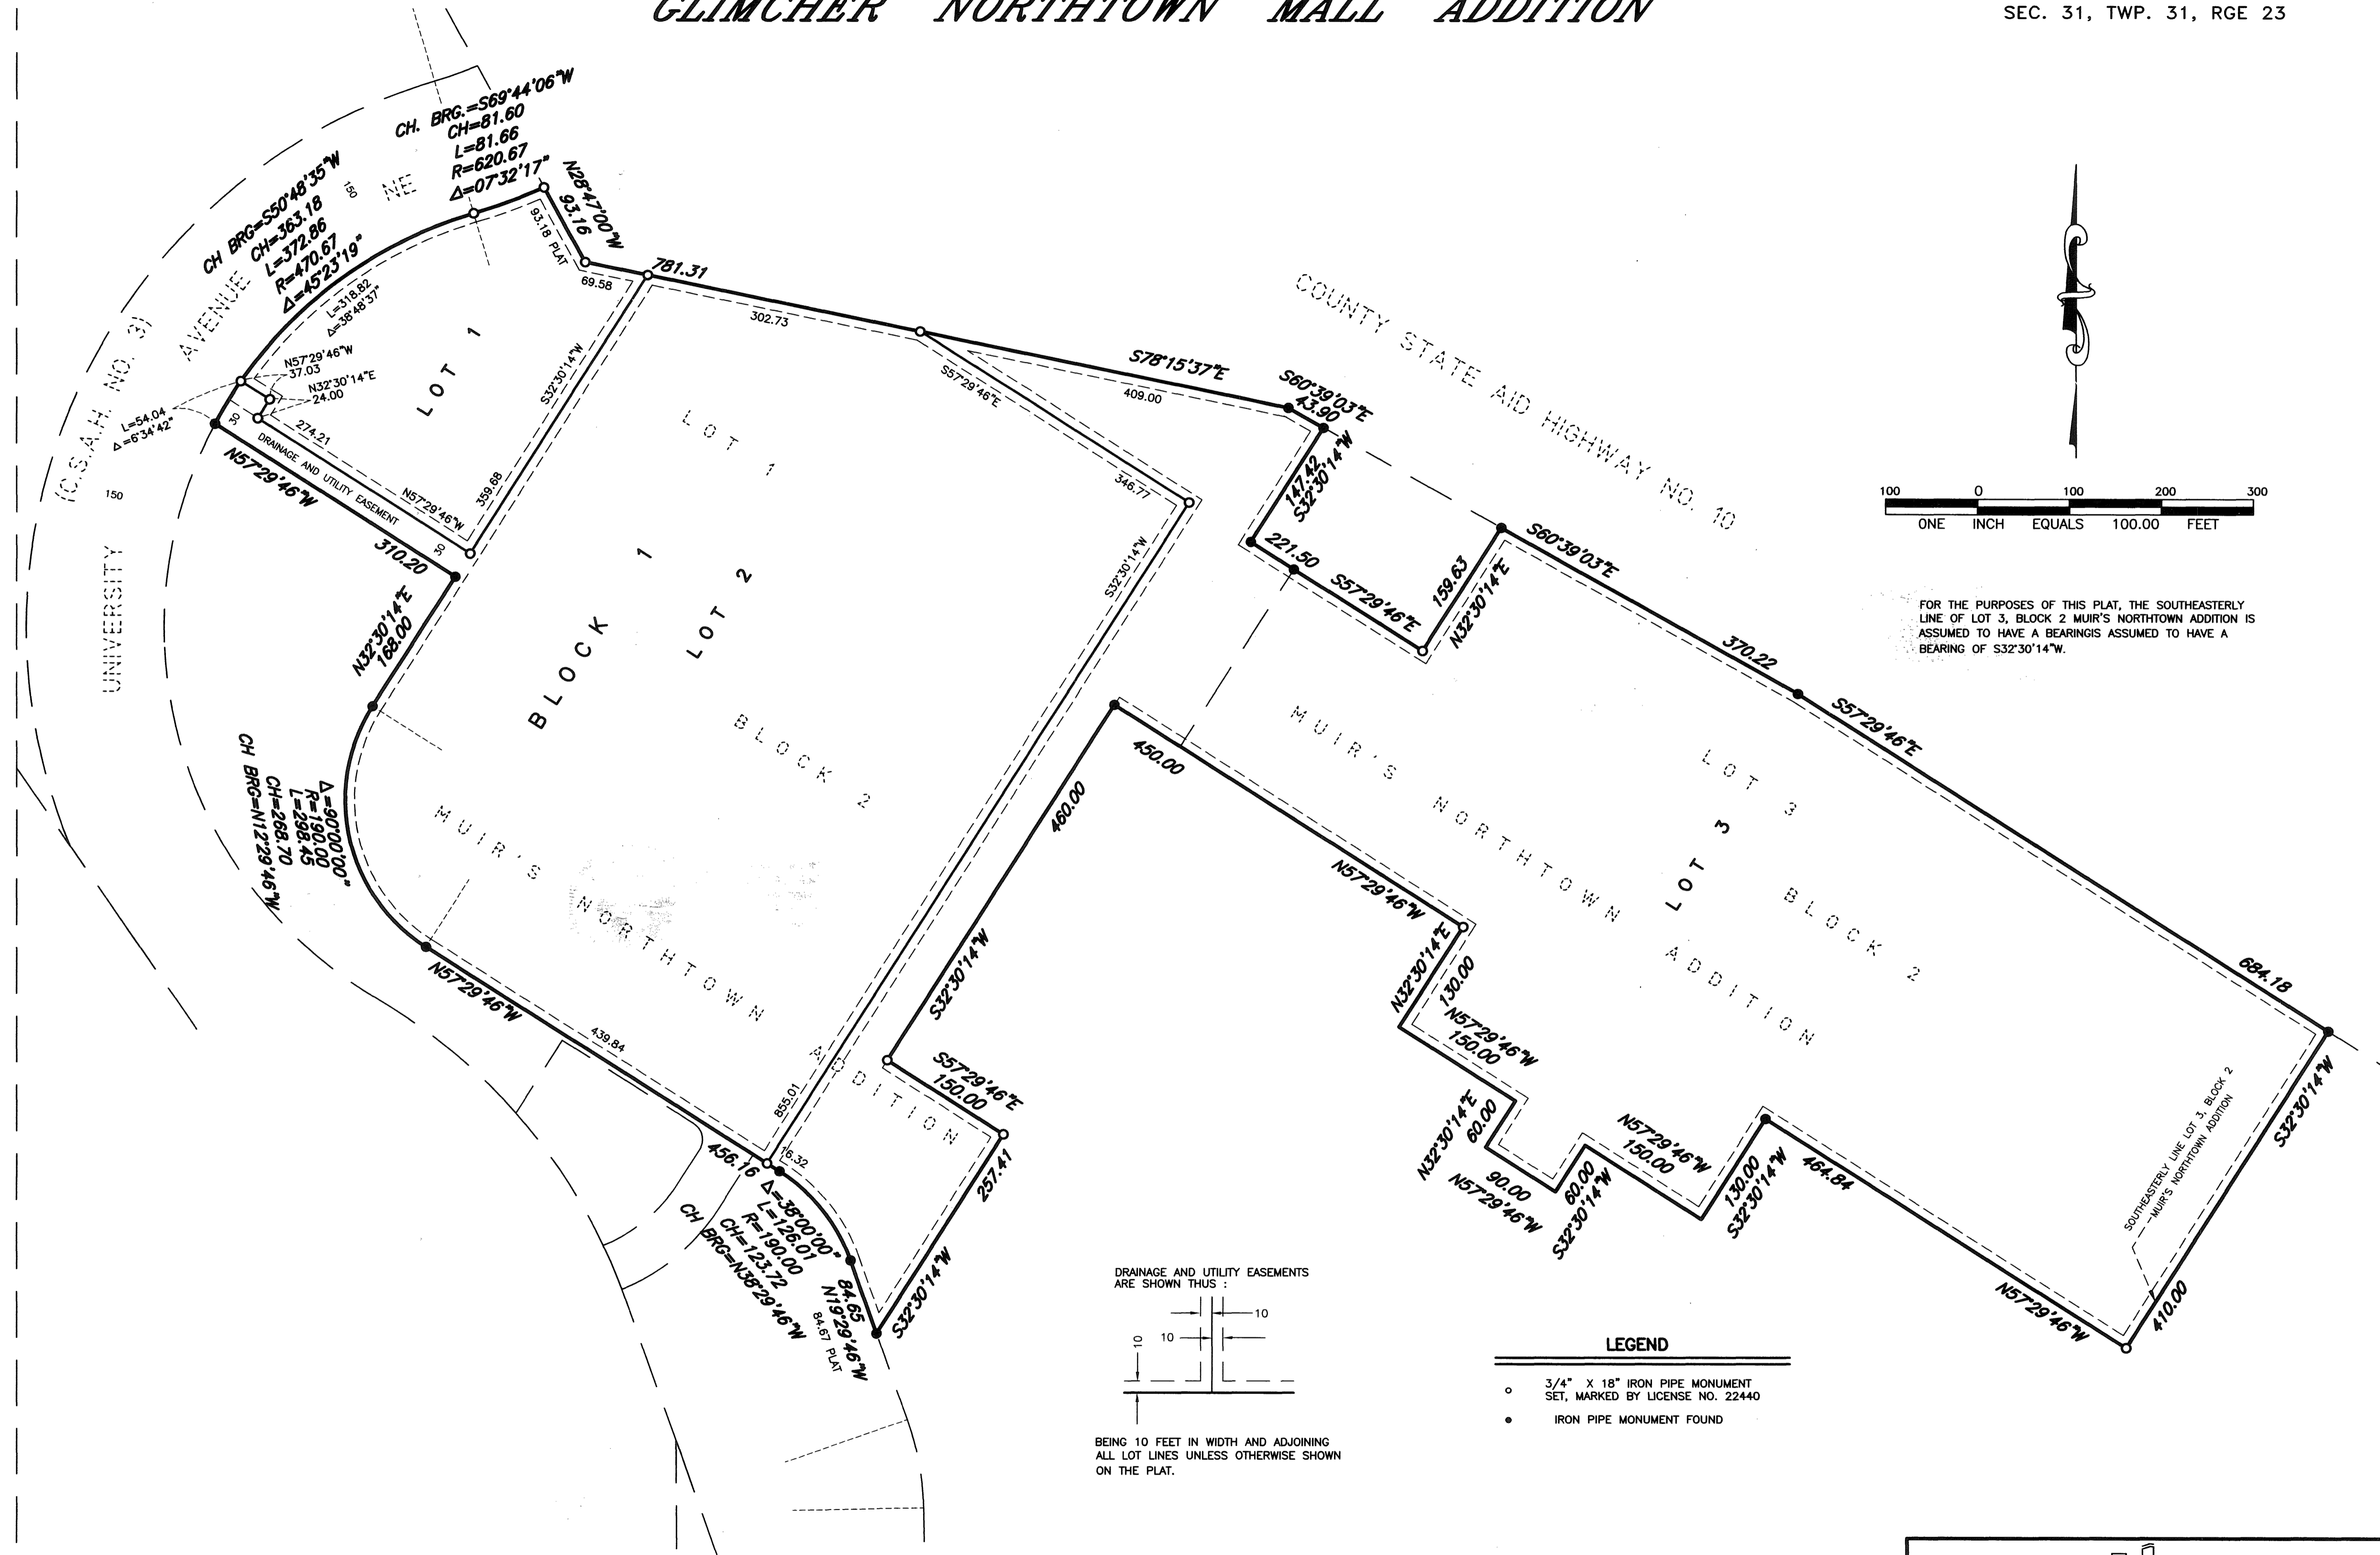 GLIMCHER NORTHTOWN MALL ADDITION
SEC. 31, TWP. 31, RGE 23
CH. BRG.=S69°44'06"W
CH=81.60
L=81.66
R=620.67
Δ=07°32'17"
CH BRG=S50°48'35"W
CH=363.18
L=372.86
R=470.67
Δ=45°23'19"
L=318.82
Δ=38°48'37"
150
NE
AVENUE
(C.S.A.H. NO. 3)
150
UNIVERSITY
N28°47'00"W
93.16
93.18 PLAT
69.58
781.31
302.73
N57°29'46"W
37.03
N32°30'14"E
24.00
L=54.04
Δ=6°34'42"
30
274.21
DRAINAGE AND UTILITY EASEMENT
N57°29'46"W
30
N57°29'46"W
310.20
LOT 1
S32°30'14"W
359.68
LOT 1
S57°29'46"E
346.77
S78°15'37"E
409.00
S60°39'03"E
43.90
COUNTY STATE AID HIGHWAY NO. 10
147.42
S32°30'14"W
221.50
S57°29'46"E
159.63
N32°30'14"E
S60°39'03"E
370.22
S57°29'46"E
684.18
100 0 100 200 300
ONE INCH EQUALS 100.00 FEET
FOR THE PURPOSES OF THIS PLAT, THE SOUTHEASTERLY
LINE OF LOT 3, BLOCK 2 MUIR'S NORTHTOWN ADDITION IS
ASSUMED TO HAVE A BEARINGIS ASSUMED TO HAVE A
BEARING OF S32°30'14"W.
N32°30'14"E
168.00
BLOCK 1
LOT 2
BLOCK 2
MUIR'S NORTHTOWN ADDITION
S32°30'14"W
855.01
Δ=90°00'00"
R=190.00
L=298.45
CH=268.70
CH BRG=N12°29'46"W
N57°29'46"W
439.84
456.16
16.32
Δ=38°00'00"
L=126.01
R=190.00
CH=123.72
CH BRG=N38°29'46"W
84.65
N19°29'46"W
84.67 PLAT
S32°30'14"W
257.41
S57°29'46"E
150.00
S32°30'14"W
460.00
450.00
N57°29'46"W
MUIR'S NORTHTOWN ADDITION
LOT 3
LOT 3
BLOCK 2
N32°30'14"E
130.00
N57°29'46"W
150.00
N32°30'14"E
60.00
90.00
N57°29'46"W
60.00
S32°30'14"W
N57°29'46"W
150.00
130.00
S32°30'14"W
464.84
N57°29'46"W
410.00
S32°30'14"W
SOUTHEASTERLY LINE LOT 3, BLOCK 2
MUIR'S NORTHTOWN ADDITION
DRAINAGE AND UTILITY EASEMENTS
ARE SHOWN THUS :
10
10
10
BEING 10 FEET IN WIDTH AND ADJOINING
ALL LOT LINES UNLESS OTHERWISE SHOWN
ON THE PLAT.
LEGEND
3/4" X 18" IRON PIPE MONUMENT
SET, MARKED BY LICENSE NO. 22440
IRON PIPE MONUMENT FOUND